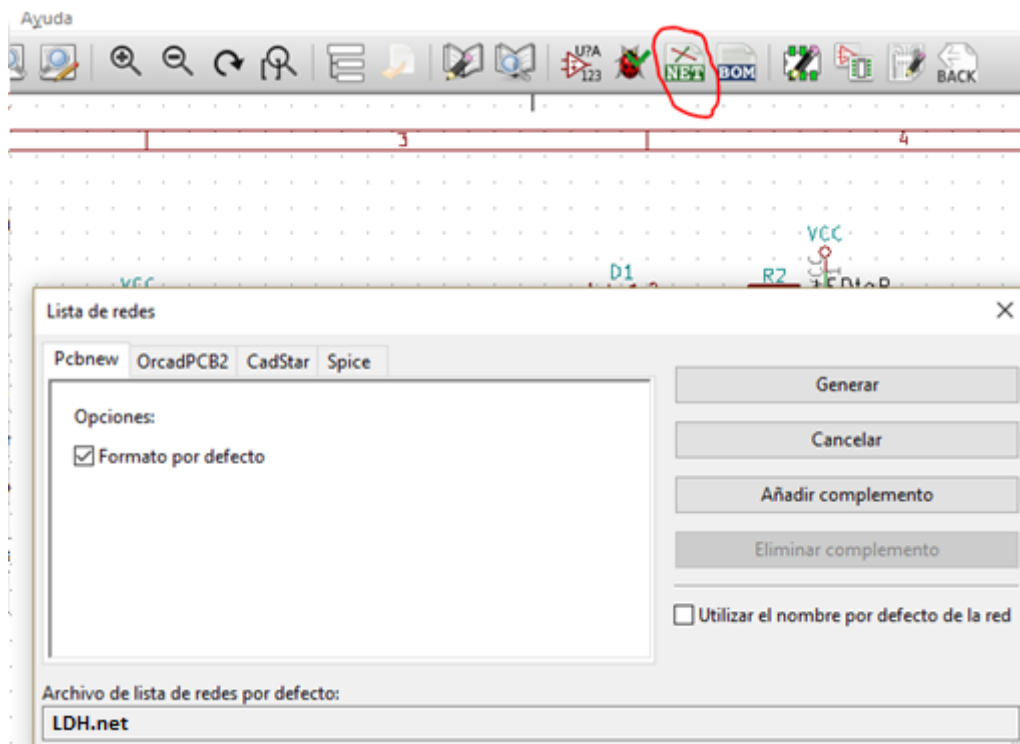 Ayuda
U?A
123
NET
BOM
BACK
3
4
VCC
D1
R2
VCC
Lista de redes
Pcbnew OrcadPCB2 CadStar Spice
Generar
Opciones:
Cancelar
Formato por defecto
Añadir complemento
Eliminar complemento
Utilizar el nombre por defecto de la red
Archivo de lista de redes por defecto:
LDH.net